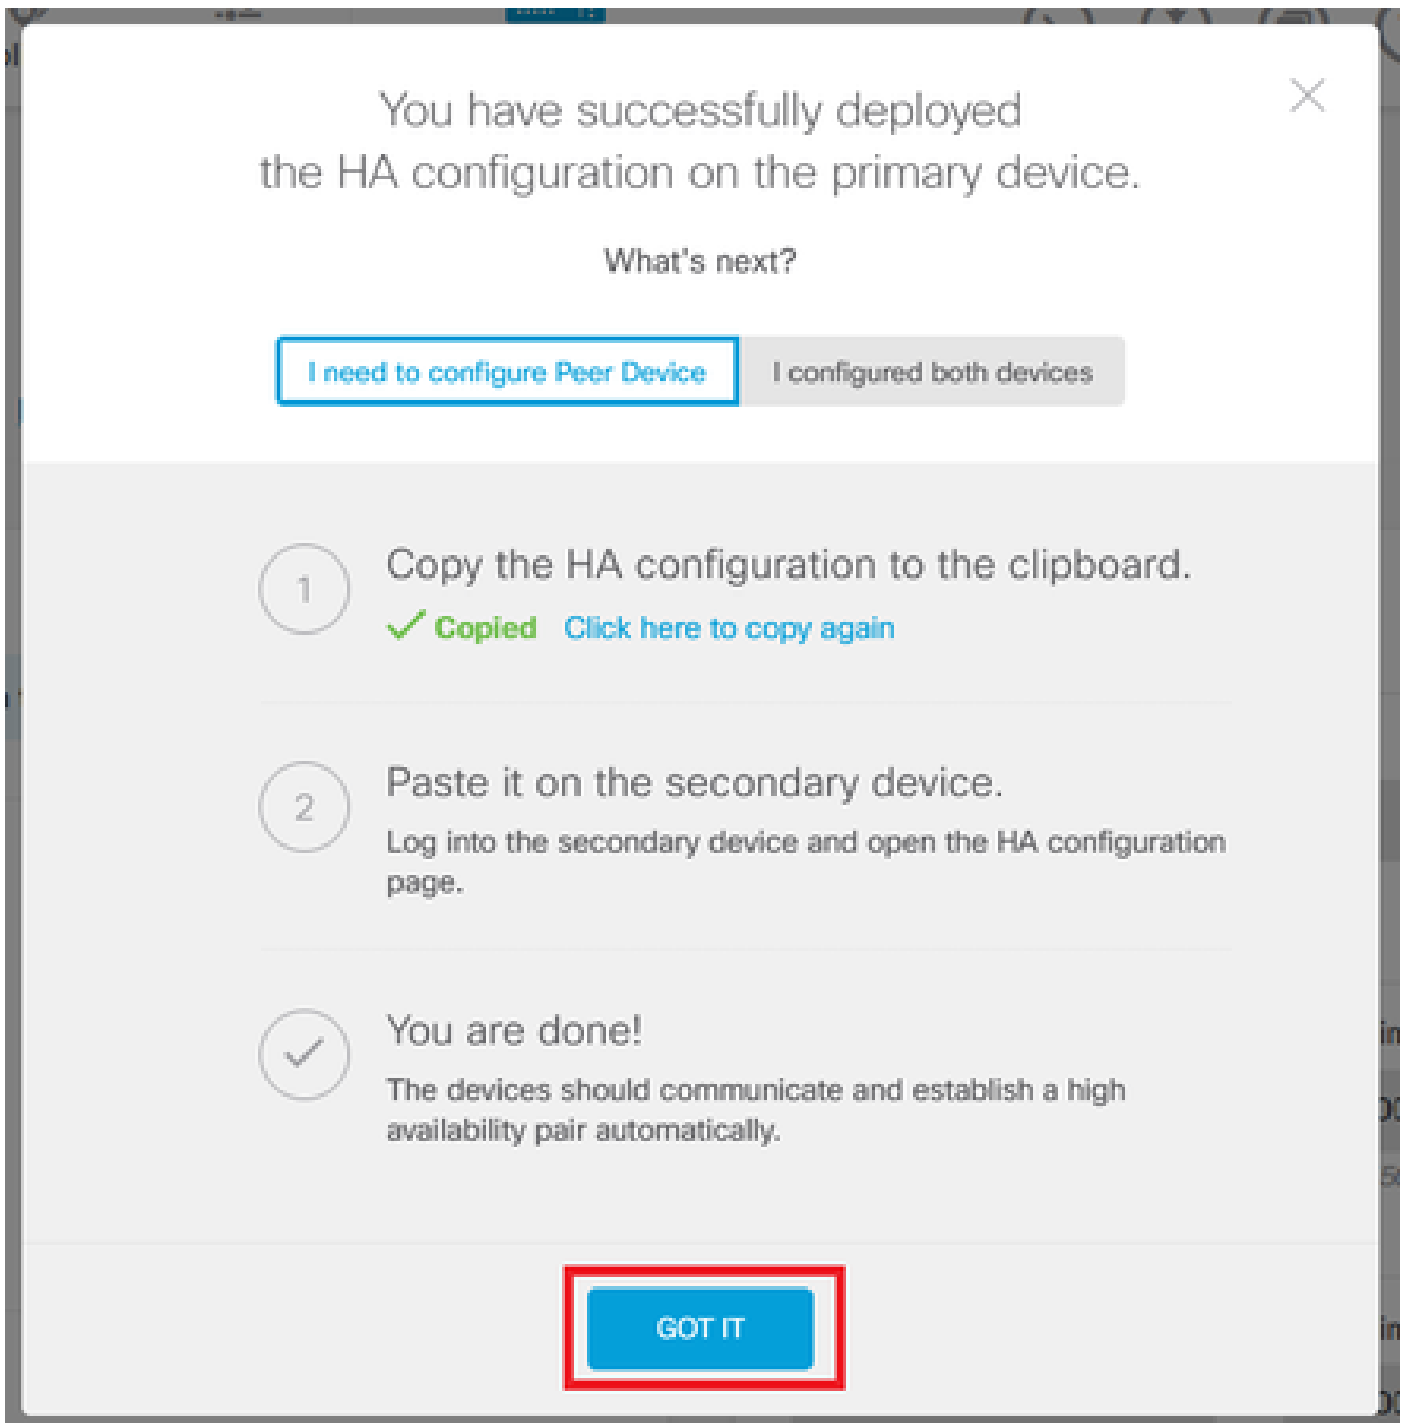 You have successfully deployed
the HA configuration on the primary device.
What's next?
I need to configure Peer Device
I configured both devices
1
Copy the HA configuration to the clipboard.
Copied Click here to copy again
2
Paste it on the secondary device.
Log into the secondary device and open the HA configuration
page.
You are done!
The devices should communicate and establish a high
availability pair automatically.
GOT IT